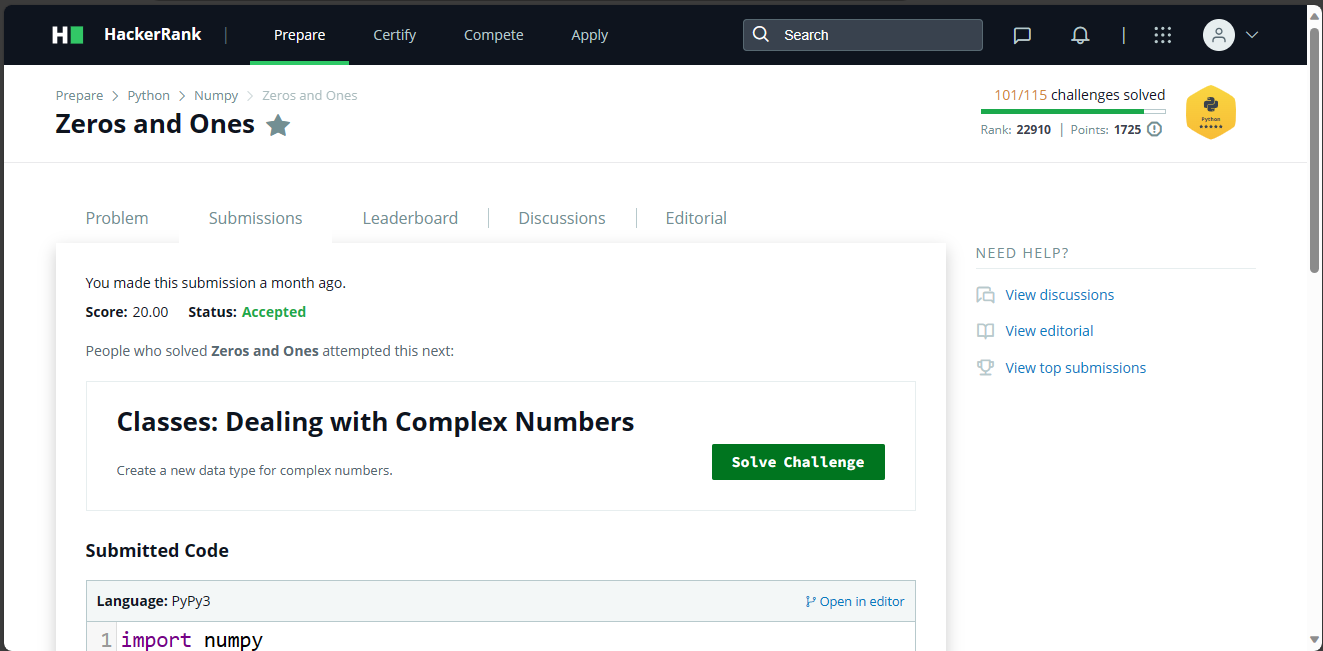 H HackerRank | Prepare Certify Compete Apply Search |
Prepare > Python > Numpy > Zeros and Ones
101/115 challenges solved
Zeros and Ones
Rank: 22910 | Points: 1725
Python
Problem Submissions Leaderboard Discussions Editorial
NEED HELP?
View discussions
View editorial
View top submissions
You made this submission a month ago.
Score: 20.00 Status: Accepted
People who solved Zeros and Ones attempted this next:
Classes: Dealing with Complex Numbers
Create a new data type for complex numbers.
Solve Challenge
Submitted Code
Language: PyPy3
Open in editor
1 import numpy